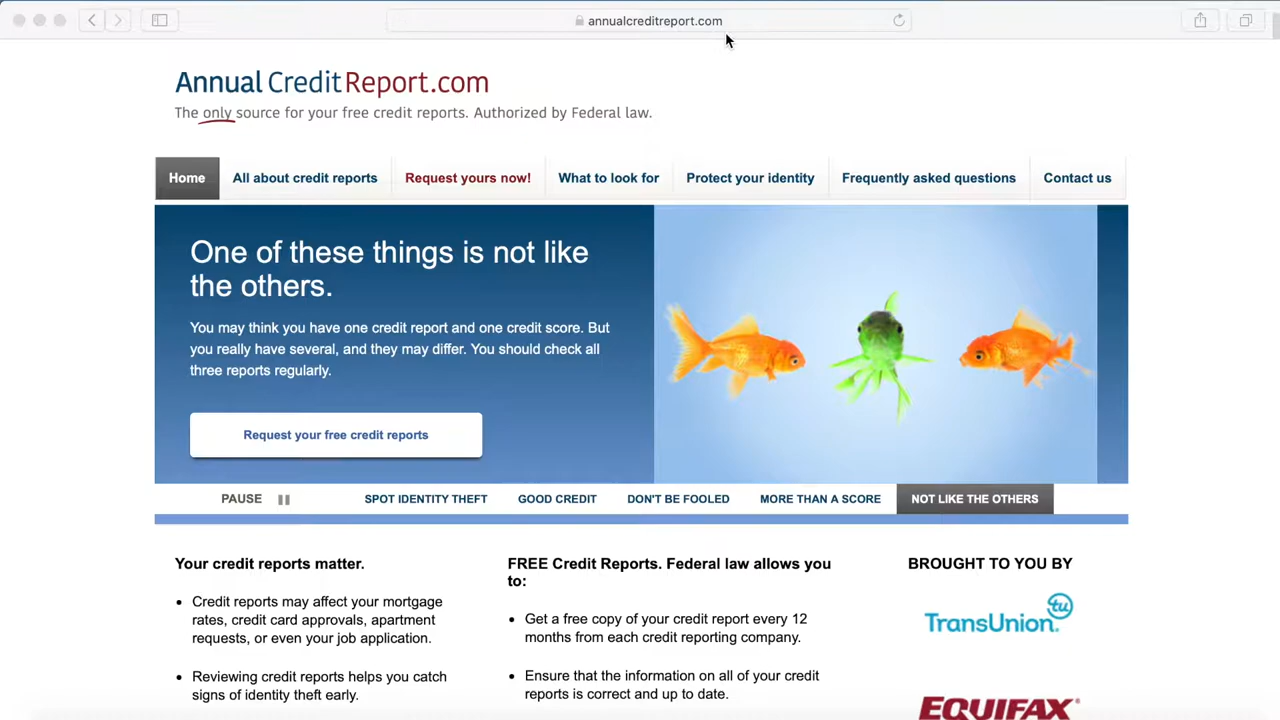 annualcreditreport.com
AnnualCreditReport.com
The only source for your free credit reports. Authorized by Federal law.
Home
All about credit reports
Request yours now!
What to look for
Protect your identity
Frequently asked questions
Contact us
One of these things is not like
the others.
You may think you have one credit report and one credit score. But
you really have several, and they may differ. You should check all
three reports regularly.
Request your free credit reports
PAUSE
SPOT IDENTITY THEFT
GOOD CREDIT
DON'T BE FOOLED
MORE THAN A SCORE
NOT LIKE THE OTHERS
Your credit reports matter.
Credit reports may affect your mortgage
rates, credit card approvals, apartment
requests, or even your job application.
Reviewing credit reports helps you catch
signs of identity theft early.
FREE Credit Reports. Federal law allows you
to:
Get a free copy of your credit report every 12
months from each credit reporting company.
Ensure that the information on all of your credit
reports is correct and up to date.
BROUGHT TO YOU BY
TransUnion.
tu
EQUIFAX